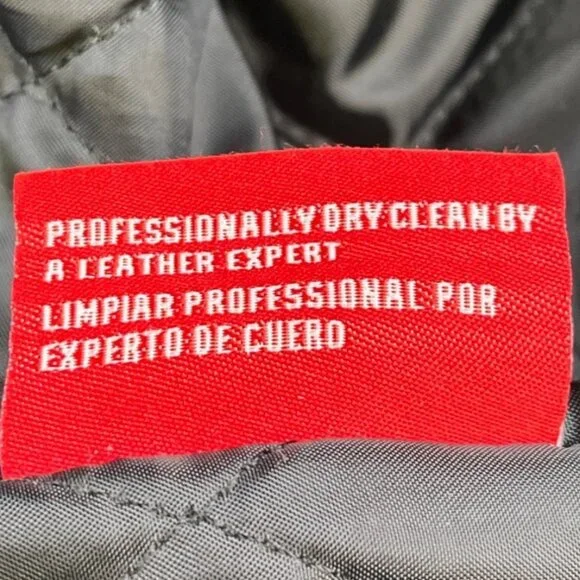 PROFESSIONALLY DRY CLEAN BY
A LEATHER EXPERT
LIMPIAR PROFESSIONAL POR
EXPERTO DE CUERO